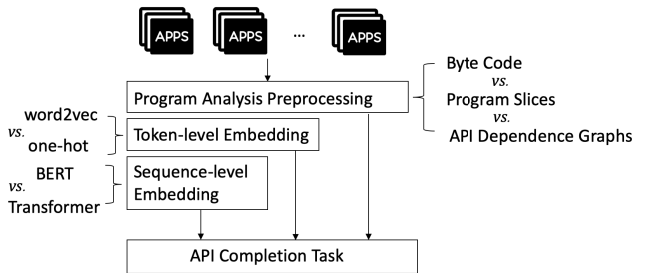 APPS
APPS
...
APPS
Byte Code
vs.
Program Slices
vs.
API Dependence Graphs
Program Analysis Preprocessing
word2vec
vs.
one-hot
Token-level Embedding
BERT
vs.
Transformer
Sequence-level
Embedding
API Completion Task